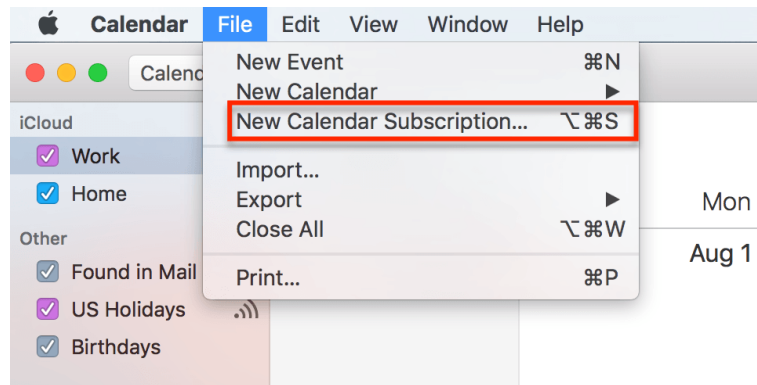 Calendar File Edit View Window Help
Calend
New Event ⌘N
New Calendar ▶
New Calendar Subscription... ⌥⌘S
Import...
Export ▶
Close All ⌥⌘W
Print... ⌘P
iCloud
Work
Home
Other
Found in Mail
US Holidays
Birthdays
Mon
Aug 1